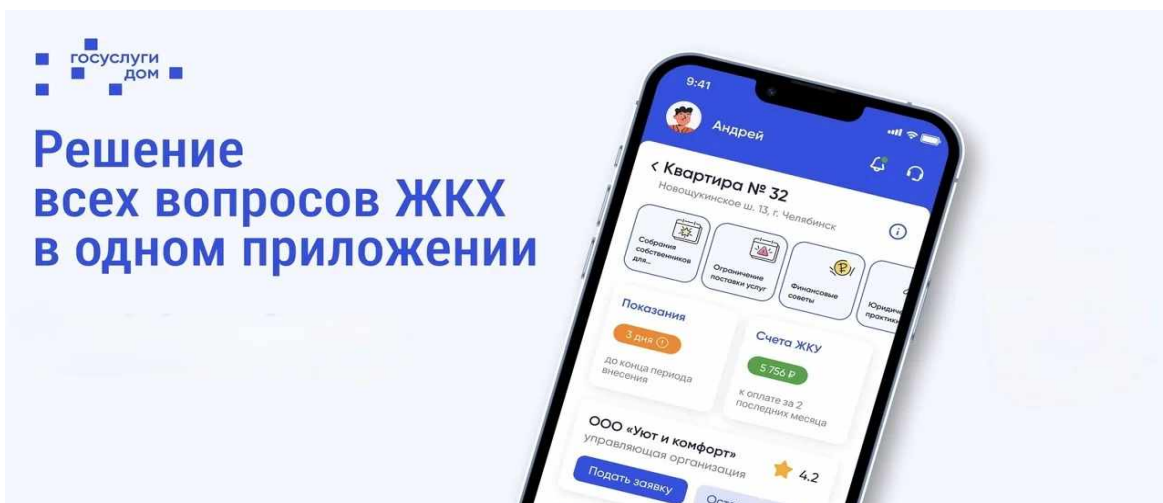 госуслуги
дом
Решение
всех вопросов ЖКХ
в одном приложении
9:41
Андрей
Квартира № 32
Новощукинское ш. 13, г. Челябинск
Собрания
собственников
для...
Ограничение
поставки услуг
Финансовые
советы
Показания
3 дня
до конца периода
внесения
Счета ЖКУ
5 756 ₽
к оплате за 2
последних месяца
ООО «Уют и комфорт»
управляющая организация
4.2
Подать заявку